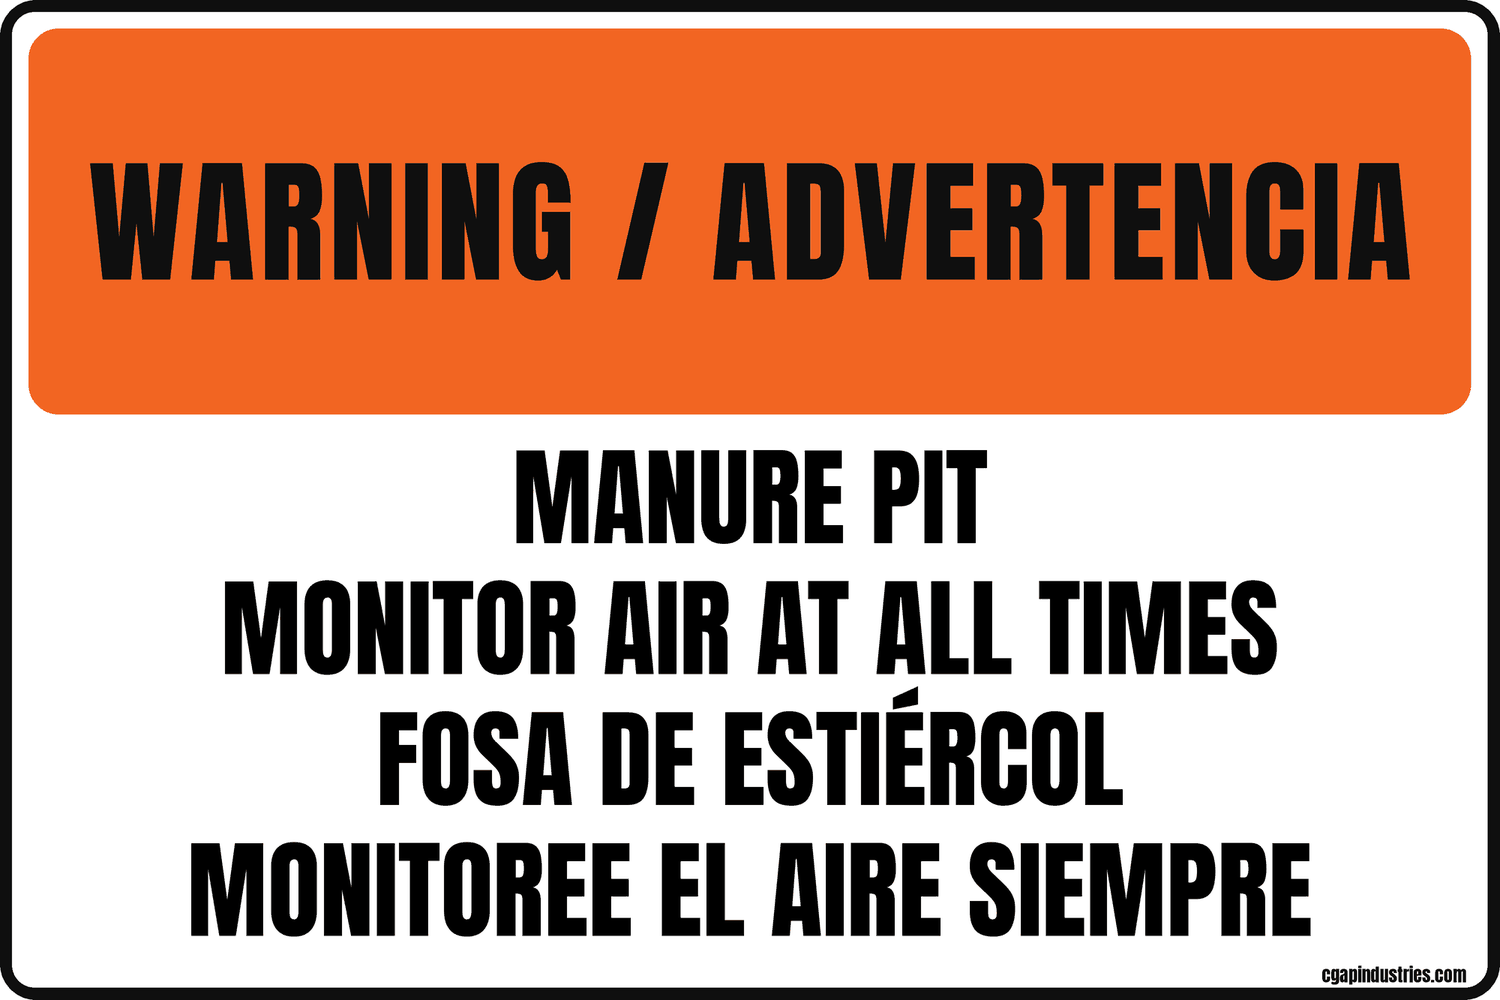 WARNING / ADVERTENCIA
MANURE PIT
MONITOR AIR AT ALL TIMES
FOSA DE ESTIÉRCOL
MONITOREE EL AIRE SIEMPRE
cgapindustries.com